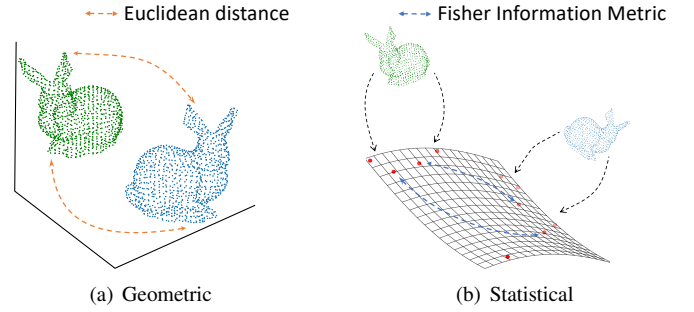 Euclidean distance
Fisher Information Metric
(a) Geometric
(b) Statistical